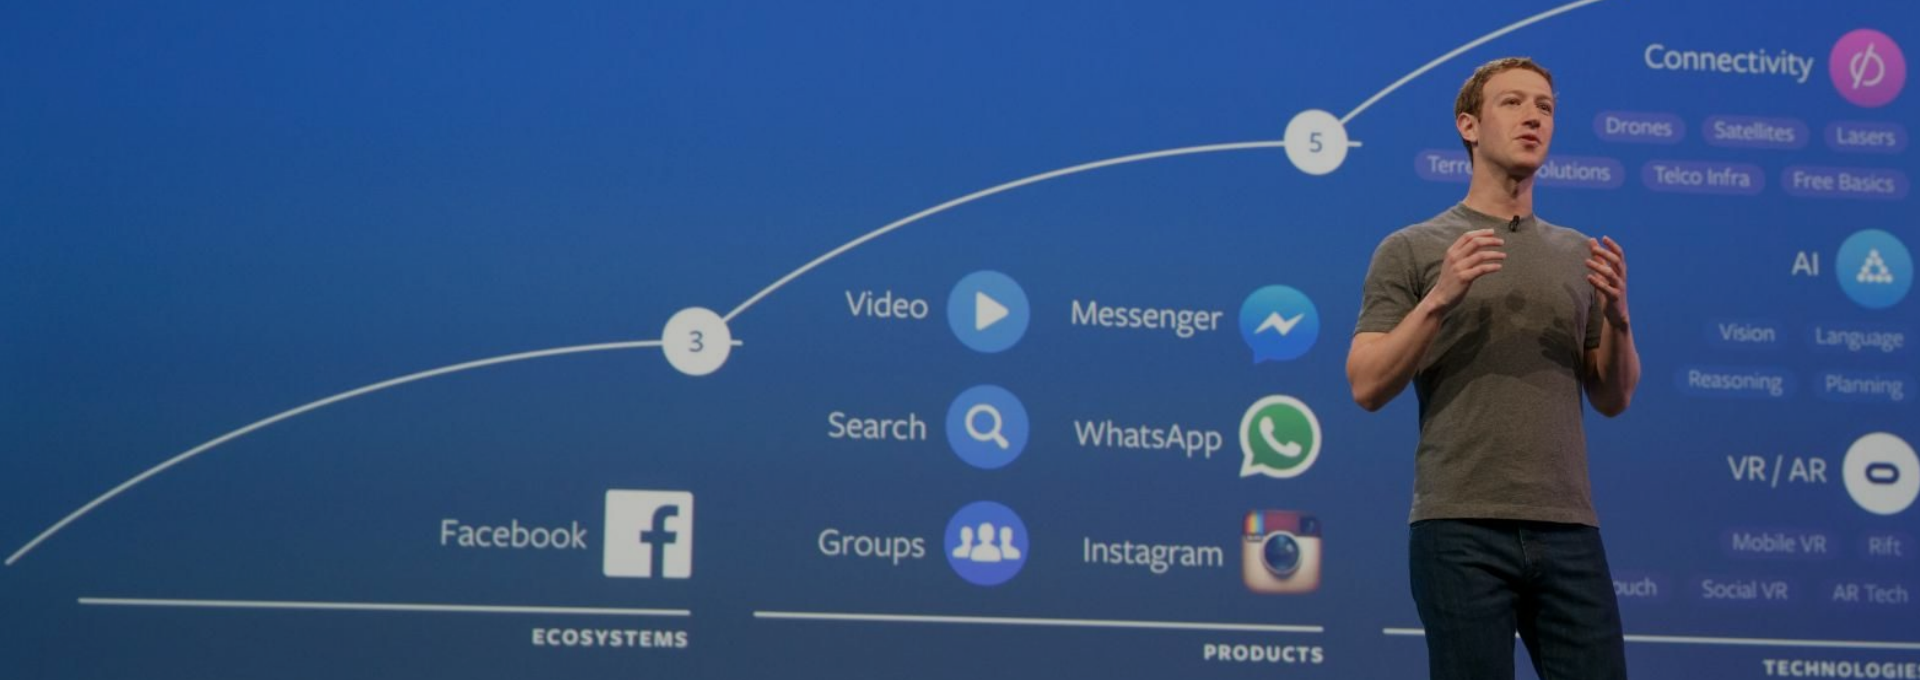 3
Facebook
ECOSYSTEMS
5
Video
Messenger
Search
WhatsApp
Groups
Instagram
PRODUCTS
Connectivity
Drones Satellites Lasers
Telco Infra Free Basics
AI
Vision Language
Reasoning Planning
VR / AR
Mobile VR Rift
Social VR AR Tech